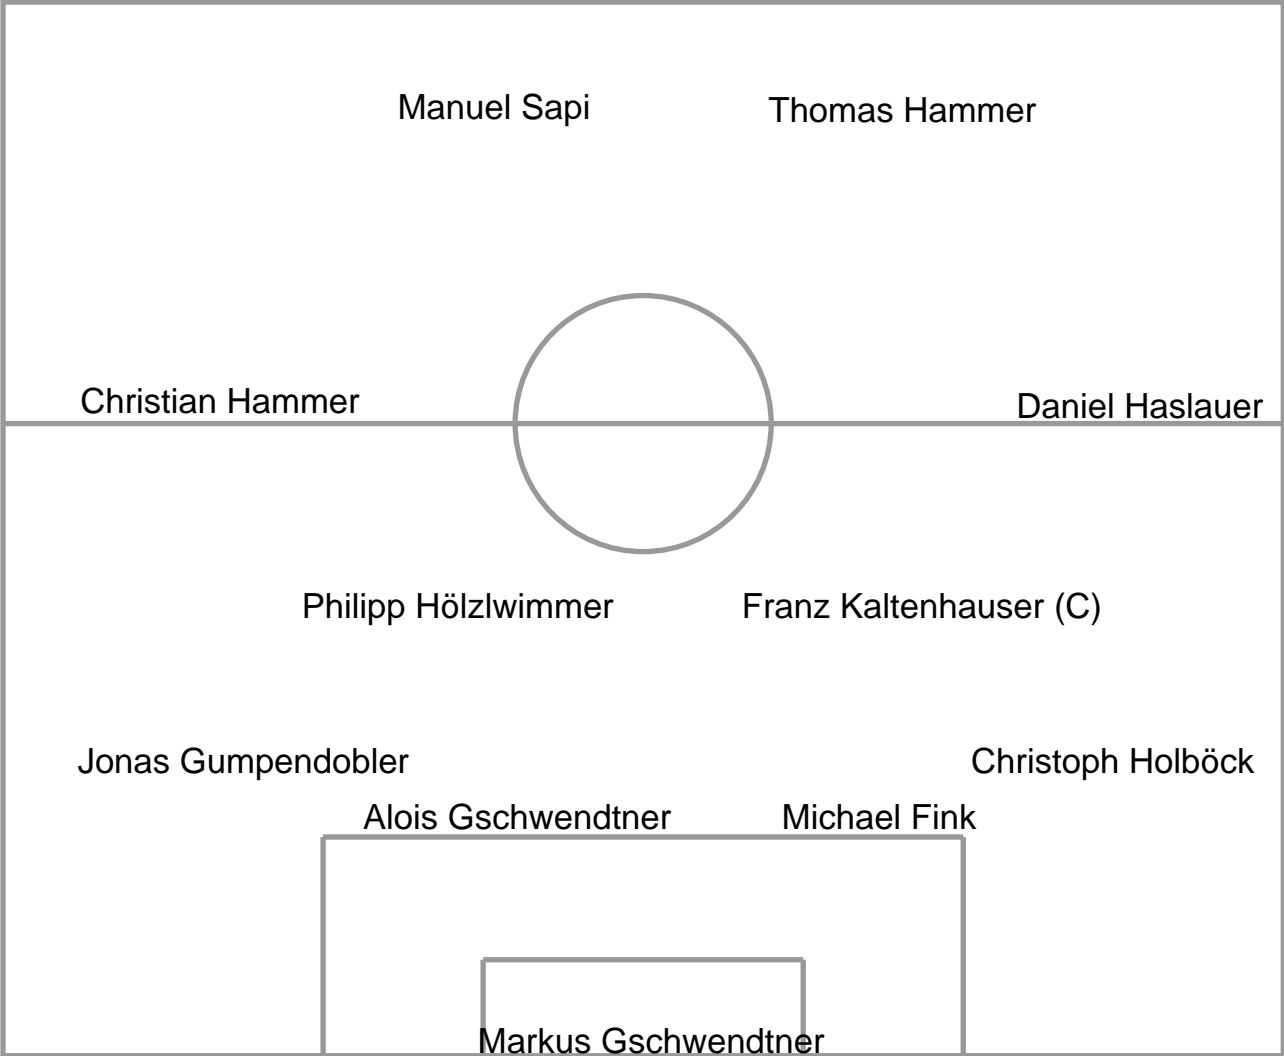 Manuel Sapi
Thomas Hammer
Christian Hammer
Daniel Haslauer
Philipp Hölzlwimmer
Franz Kaltenhauser (C)
Jonas Gumpendobler
Christoph Holböck
Alois Gschwendtner
Michael Fink
Markus Gschwendtner